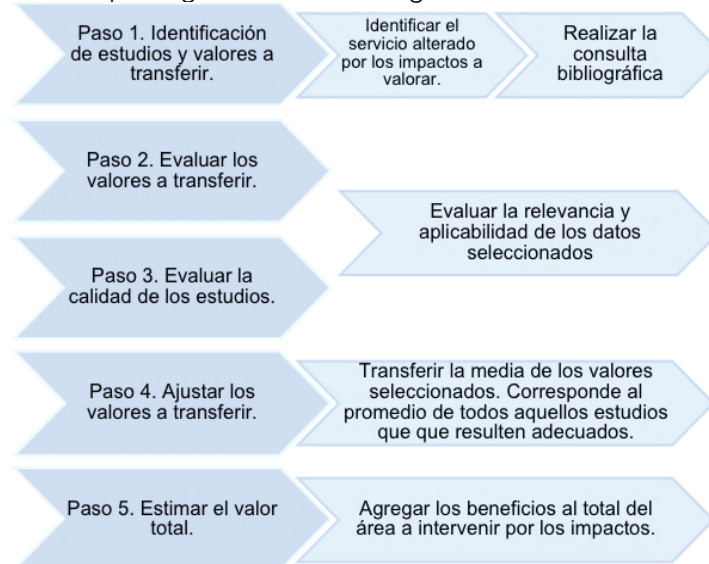 Paso 1. Identificación
de estudios y valores a
transferir.
Identificar el
servicio alterado
por los impactos a
valorar.
Realizar la
consulta
bibliográfica
Paso 2. Evaluar los
valores a transferir.
Evaluar la relevancia y
aplicabilidad de los datos
seleccionados
Paso 3. Evaluar la
calidad de los estudios.
Paso 4. Ajustar los
valores a transferir.
Transferir la media de los valores
seleccionados. Corresponde al
promedio de todos aquellos estudios
que que resulten adecuados.
Paso 5. Estimar el valor
total.
Agregar los beneficios al total del
área a intervenir por los impactos.